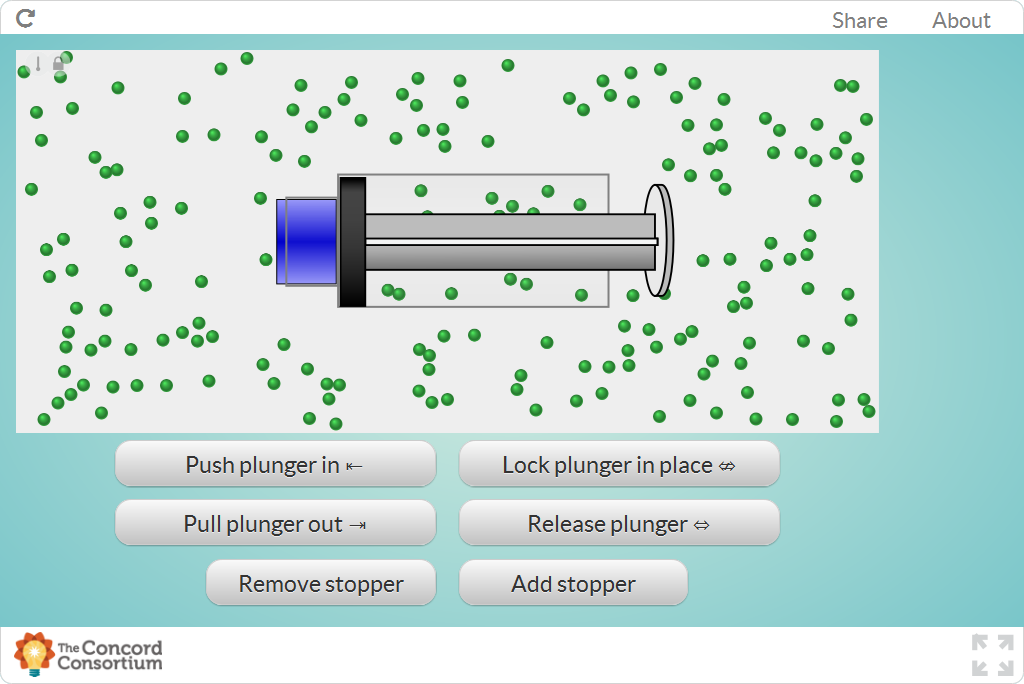 Share About
Push plunger in ⇤ Lock plunger in place ⇎
Pull plunger out ⇥ Release plunger ⇔
Remove stopper Add stopper
The Concord
Consortium